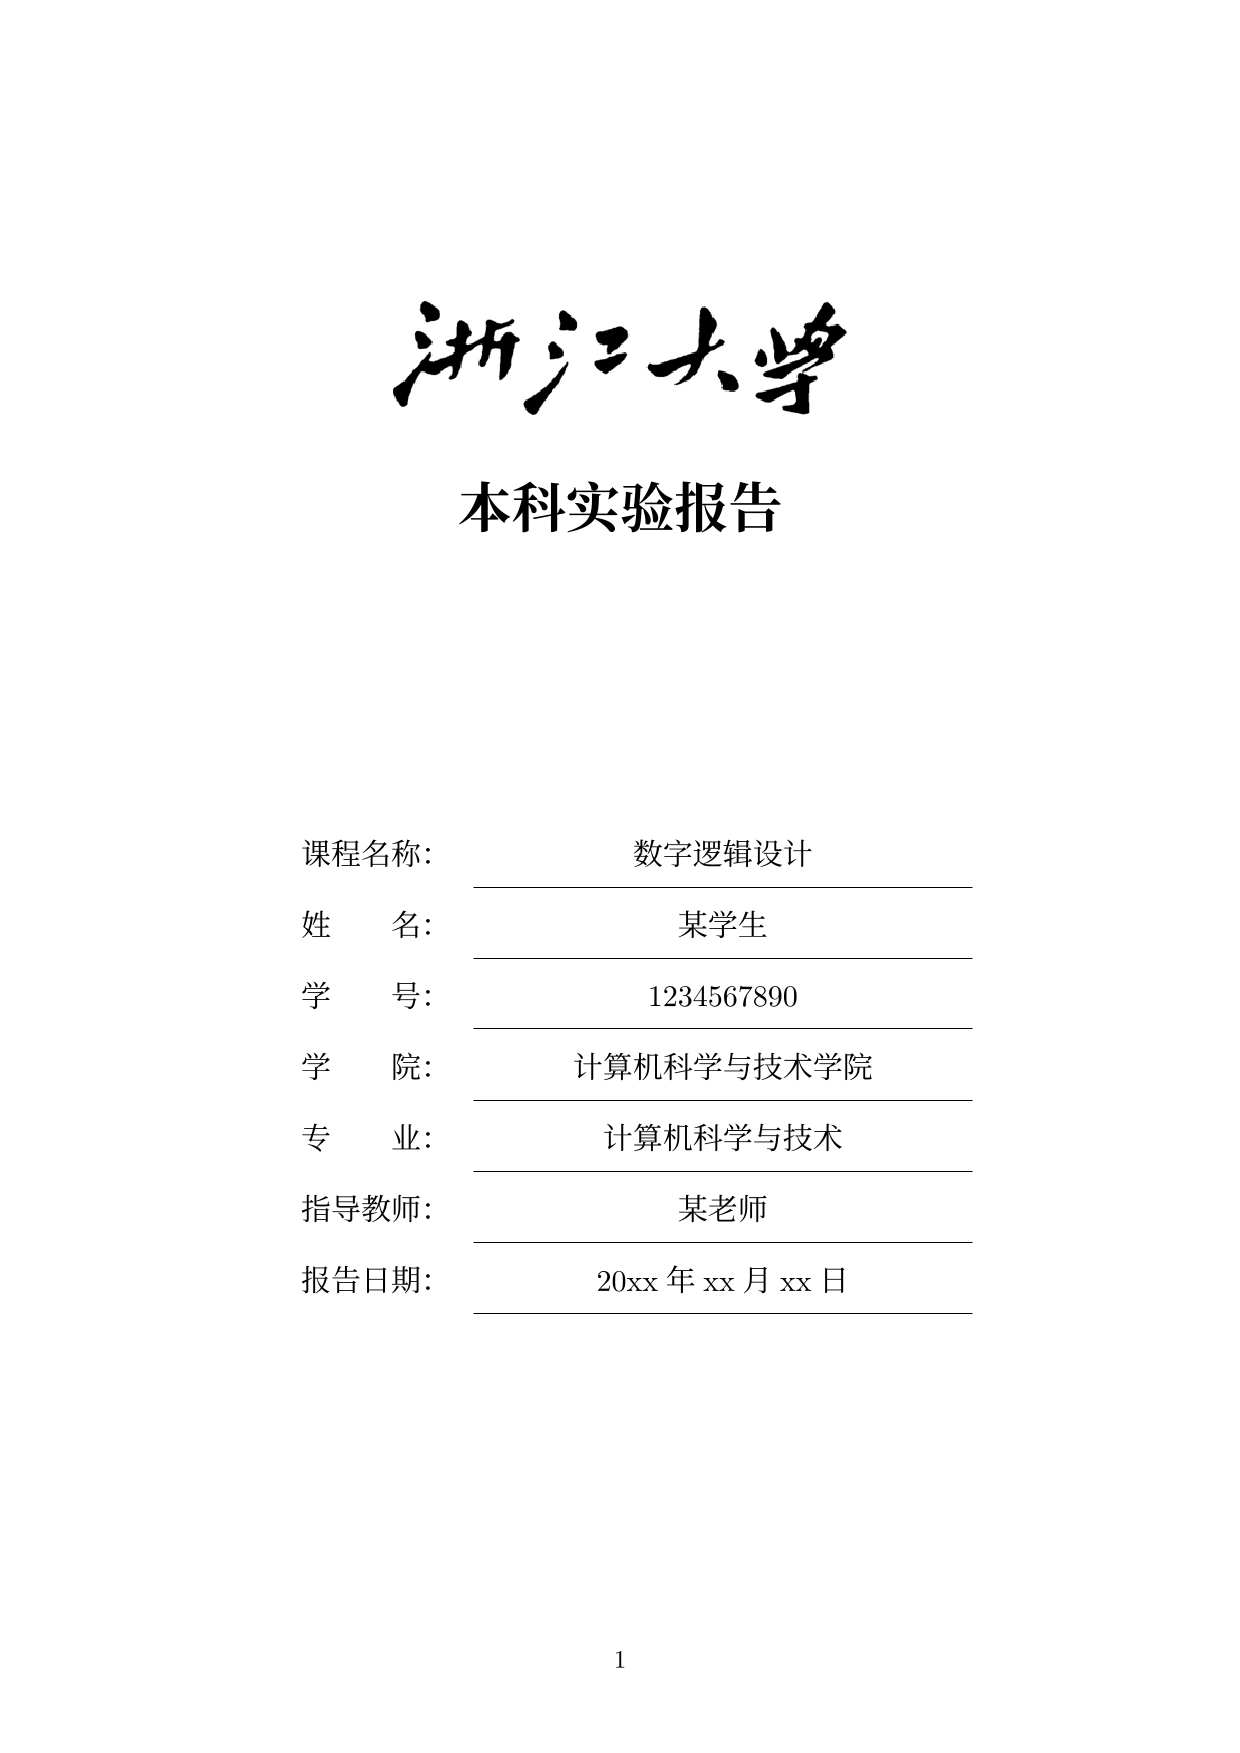 浙江大学
本科实验报告
课程名称： 数字逻辑设计
姓 名： 某学生
学 号： 1234567890
学 院： 计算机科学与技术学院
专 业： 计算机科学与技术
指导教师： 某老师
报告日期： 20xx 年 xx 月 xx 日
1